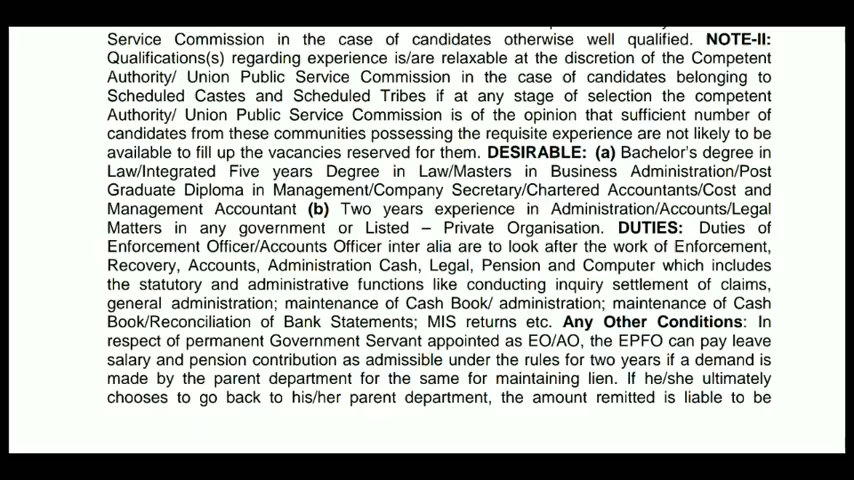 Service Commission in the case of candidates otherwise well qualified. NOTE-II:
Qualifications(s) regarding experience is/are relaxable at the discretion of the Competent
Authority/ Union Public Service Commission in the case of candidates belonging to
Scheduled Castes and Scheduled Tribes if at any stage of selection the competent
Authority/ Union Public Service Commission is of the opinion that sufficient number of
candidates from these communities possessing the requisite experience are not likely to be
available to fill up the vacancies reserved for them. DESIRABLE: (a) Bachelor's degree in
Law/Integrated Five years Degree in Law/Masters in Business Administration/Post
Graduate Diploma in Management/Company Secretary/Chartered Accountants/Cost and
Management Accountant (b) Two years experience in Administration/Accounts/Legal
Matters in any government or Listed – Private Organisation. DUTIES: Duties of
Enforcement Officer/Accounts Officer inter alia are to look after the work of Enforcement,
Recovery, Accounts, Administration Cash, Legal, Pension and Computer which includes
the statutory and administrative functions like conducting inquiry settlement of claims,
general administration; maintenance of Cash Book/ administration; maintenance of Cash
Book/Reconciliation of Bank Statements; MIS returns etc. Any Other Conditions: In
respect of permanent Government Servant appointed as EO/AO, the EPFO can pay leave
salary and pension contribution as admissible under the rules for two years if a demand is
made by the parent department for the same for maintaining lien. If he/she ultimately
chooses to go back to his/her parent department, the amount remitted is liable to be